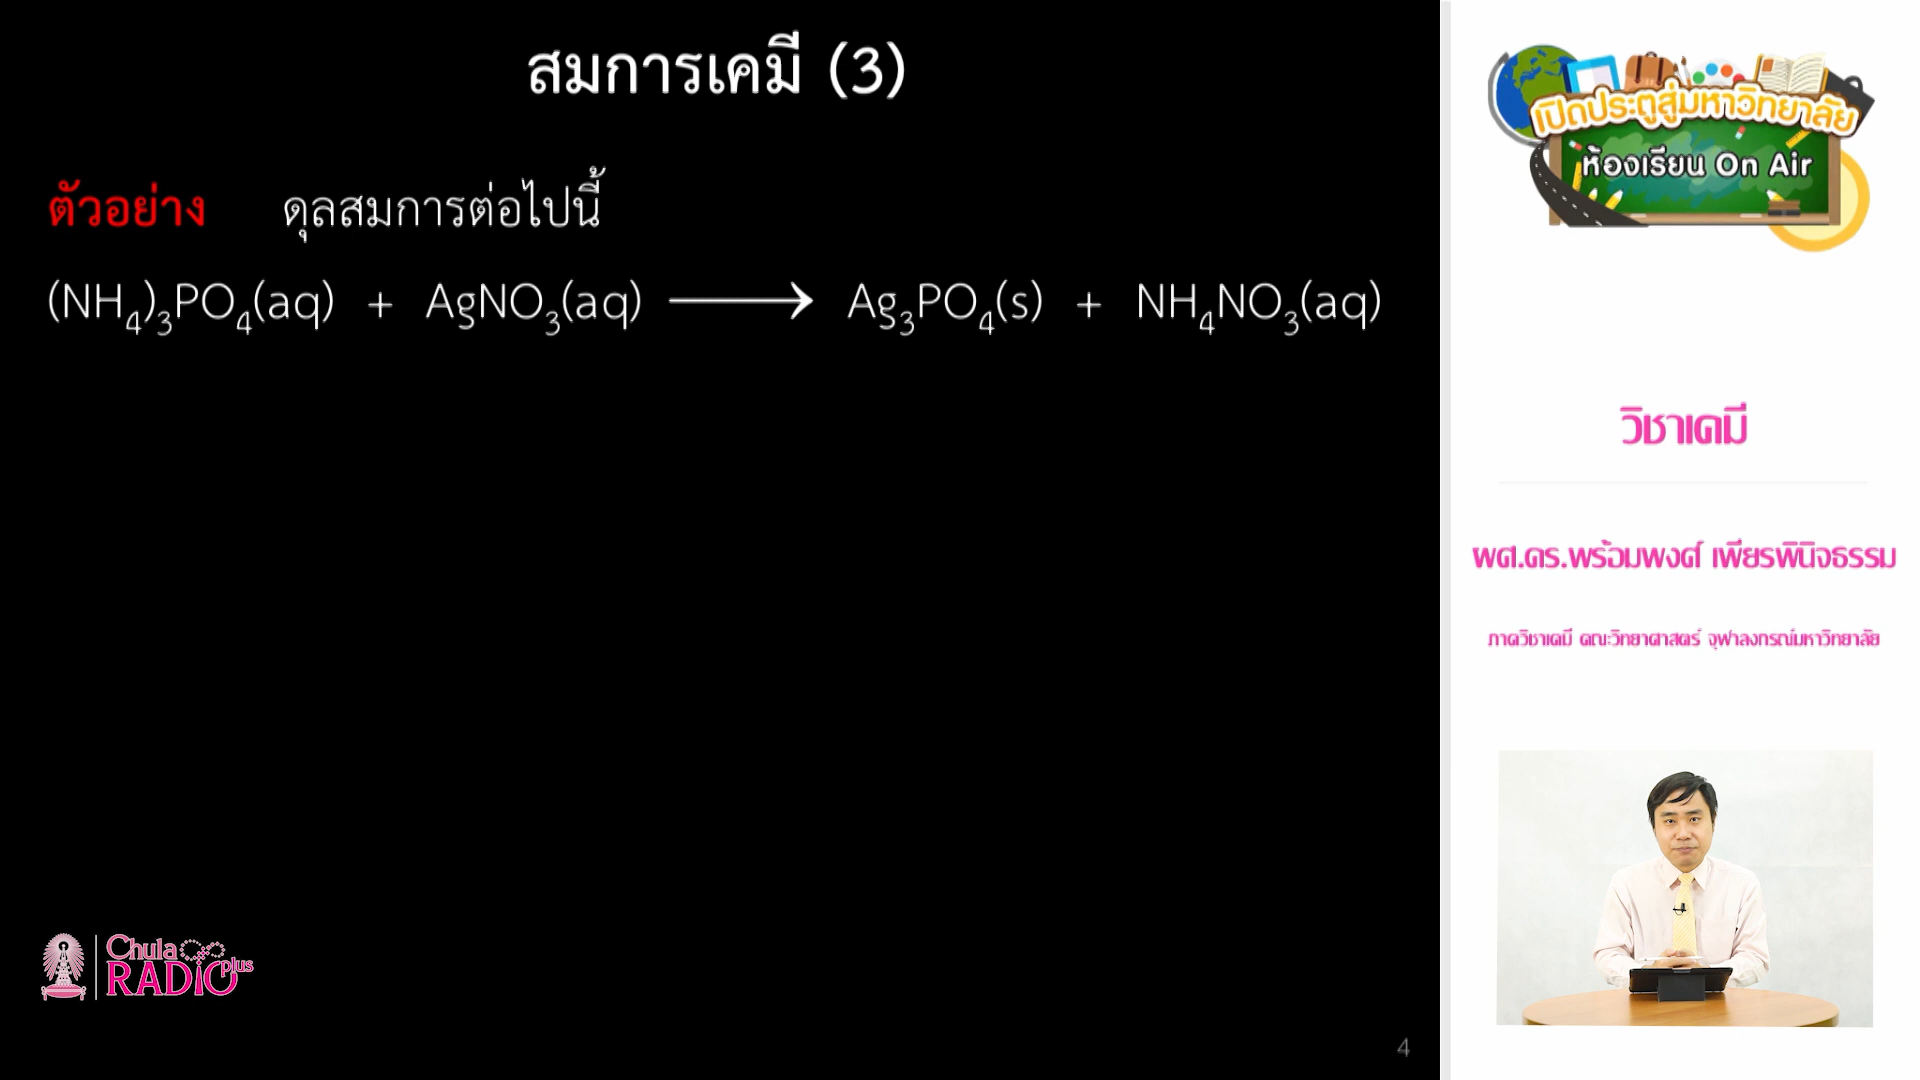 สมการเคมี (3)
ตัวอย่าง ดุลสมการต่อไปนี้
(NH₄)₃PO₄(aq) + AgNO₃(aq) ⟶ Ag₃PO₄(s) + NH₄NO₃(aq)
Chula
RADIO plus
4
เปิดประตูสู่มหาวิทยาลัย
ห้องเรียน On Air
วิชาเคมี
ผศ.ดร.พร้อมพงศ์ เพียรพินิจธรรม
ภาควิชาเคมี คณะวิทยาศาสตร์ จุฬาลงกรณ์มหาวิทยาลัย